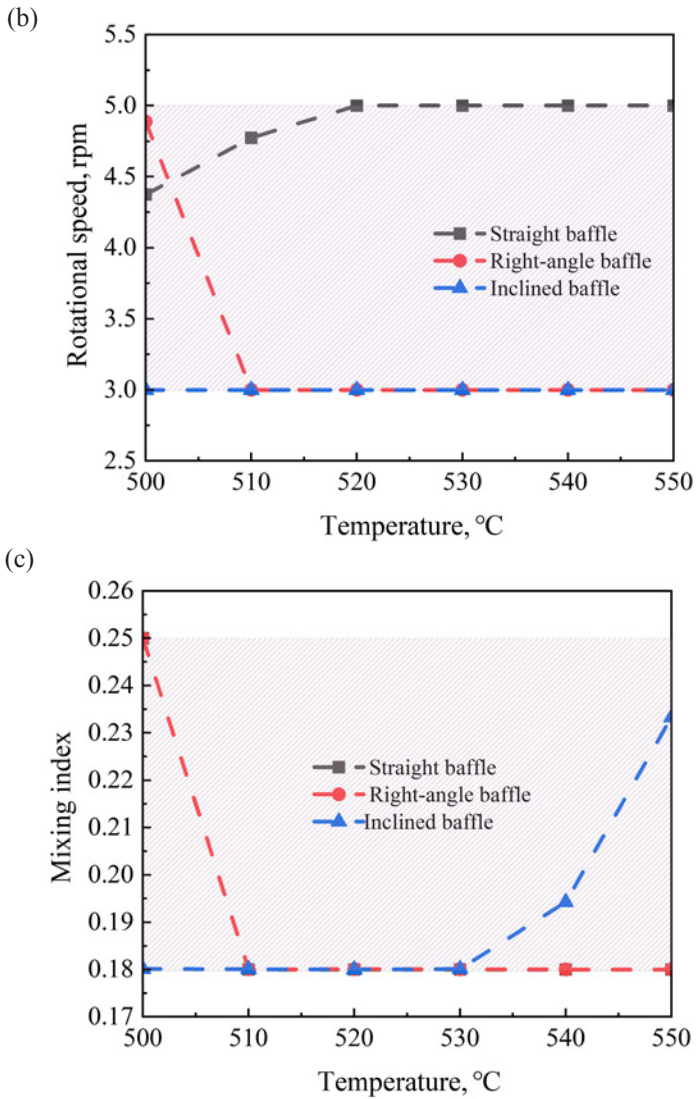 (b)
5.5
5.0
4.5
4.0
3.5
3.0
2.5
Rotational speed, rpm
Straight baffle
Right-angle baffle
Inclined baffle
500 510 520 530 540 550
Temperature, °C
(c)
0.26
0.25
0.24
0.23
0.22
0.21
0.20
0.19
0.18
0.17
Mixing index
Straight baffle
Right-angle baffle
Inclined baffle
500 510 520 530 540 550
Temperature, °C